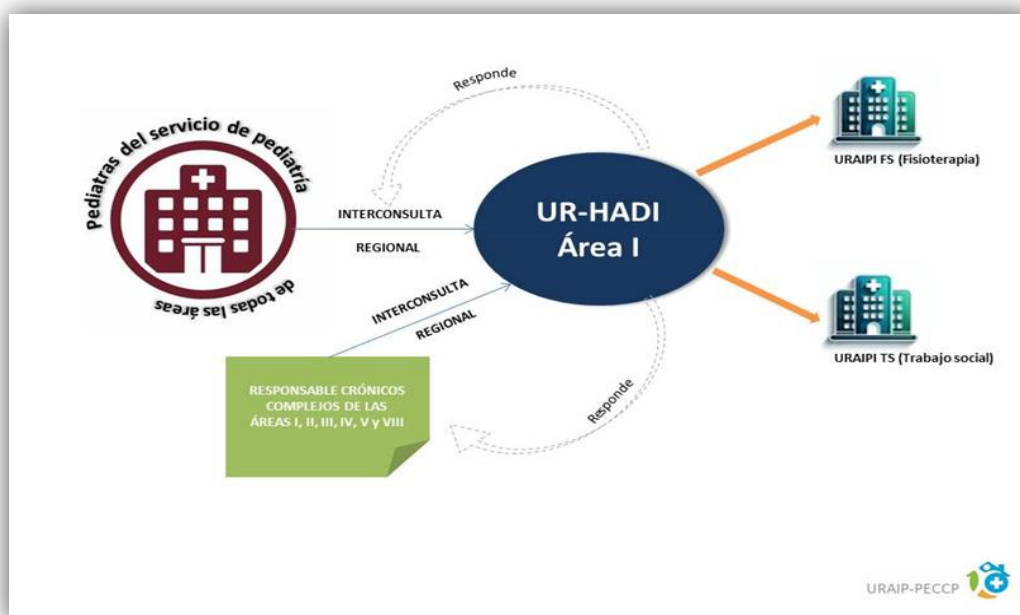 Pediatras del servicio de pediatría
de todas las áreas
INTERCONSULTA
REGIONAL
Responde
UR-HADI
Área I
URAIPI FS (Fisioterapia)
INTERCONSULTA
REGIONAL
RESPONSABLE CRÓNICOS
COMPLEJOS DE LAS
ÁREAS I, II, III, IV, V y VIII
Responde
URAIPI TS (Trabajo social)
URAIP-PECCP